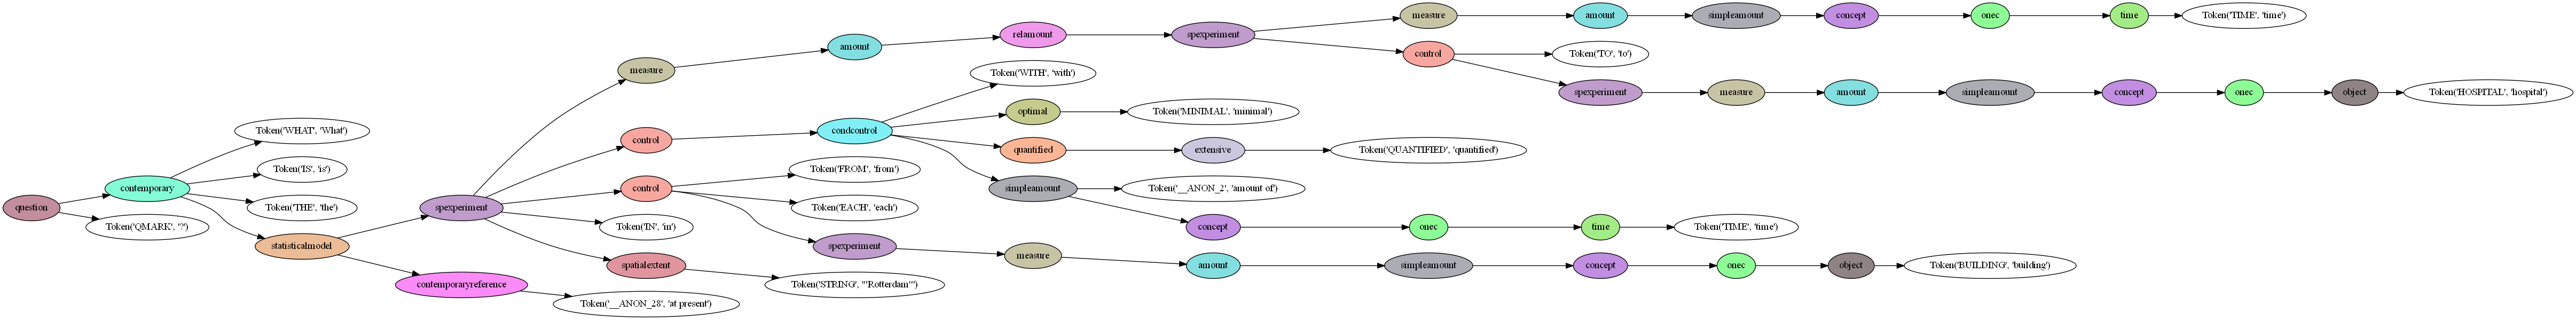 question
contemporary
Token('QMARK', '?')
Token('WHAT', 'What')
Token('IS', 'is')
Token('THE', 'the')
statisticalmodel
spexperiment
contemporaryreference
Token('__ANON_28', 'at present')
measure
control
control
Token('IN', 'in')
spatialextent
Token('STRING', "'Rotterdam'")
amount
relamount
spexperiment
measure
amount
simpleamount
concept
onec
time
Token('TIME', 'time')
control
Token('TO', 'to')
spexperiment
measure
amount
simpleamount
concept
onec
object
Token('HOSPITAL', 'hospital')
condcontrol
Token('WITH', 'with')
optimal
Token('MINIMAL', 'minimal')
quantified
extensive
Token('QUANTIFIED', 'quantified')
simpleamount
Token('__ANON_2', 'amount of')
concept
onec
time
Token('TIME', 'time')
Token('FROM', 'from')
Token('EACH', 'each')
spexperiment
measure
amount
simpleamount
concept
onec
object
Token('BUILDING', 'building')